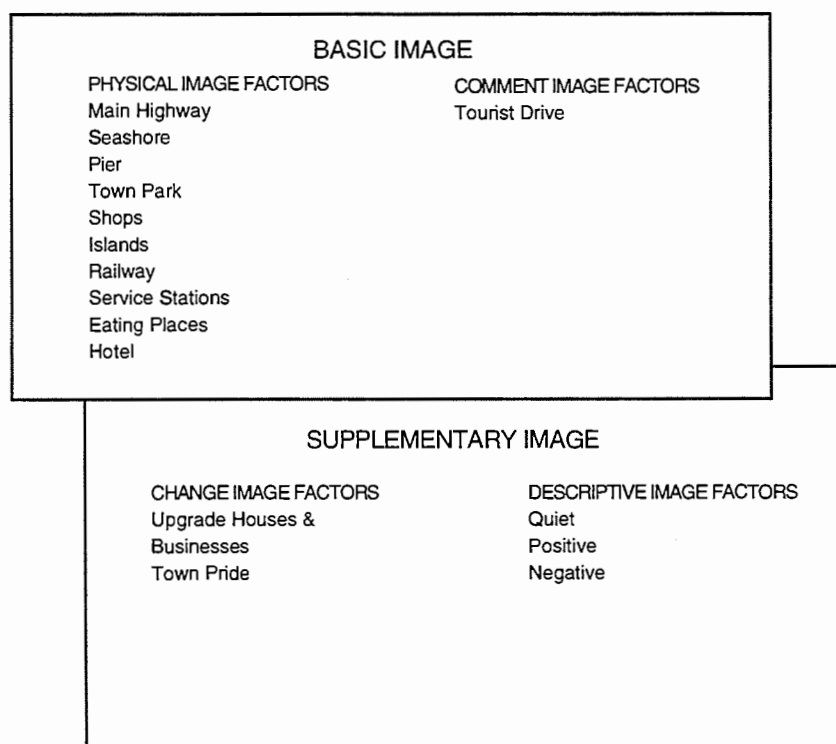 BASIC IMAGE
PHYSICAL IMAGE FACTORS
Main Highway
Seashore
Pier
Town Park
Shops
Islands
Railway
Service Stations
Eating Places
Hotel
COMMENT IMAGE FACTORS
Tourist Drive
SUPPLEMENTARY IMAGE
CHANGE IMAGE FACTORS
Upgrade Houses &
Businesses
Town Pride
DESCRIPTIVE IMAGE FACTORS
Quiet
Positive
Negative